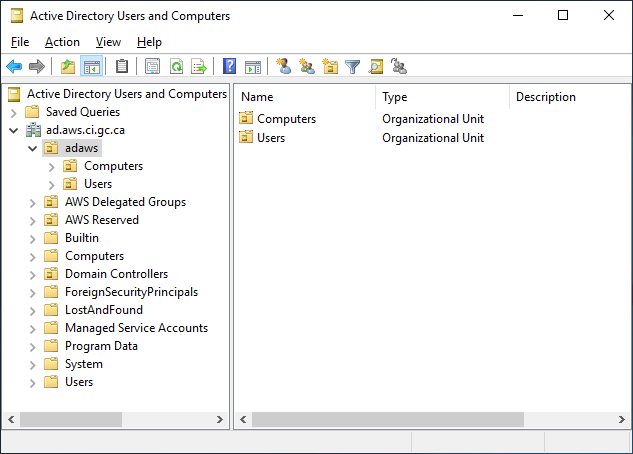 Active Directory Users and Computers
File Action View Help
Active Directory Users and Computers
Saved Queries
ad.aws.ci.gc.ca
adaws
Computers
Users
AWS Delegated Groups
AWS Reserved
Builtin
Computers
Domain Controllers
ForeignSecurityPrincipals
LostAndFound
Managed Service Accounts
Program Data
System
Users
Name Type Description
Computers Organizational Unit
Users Organizational Unit